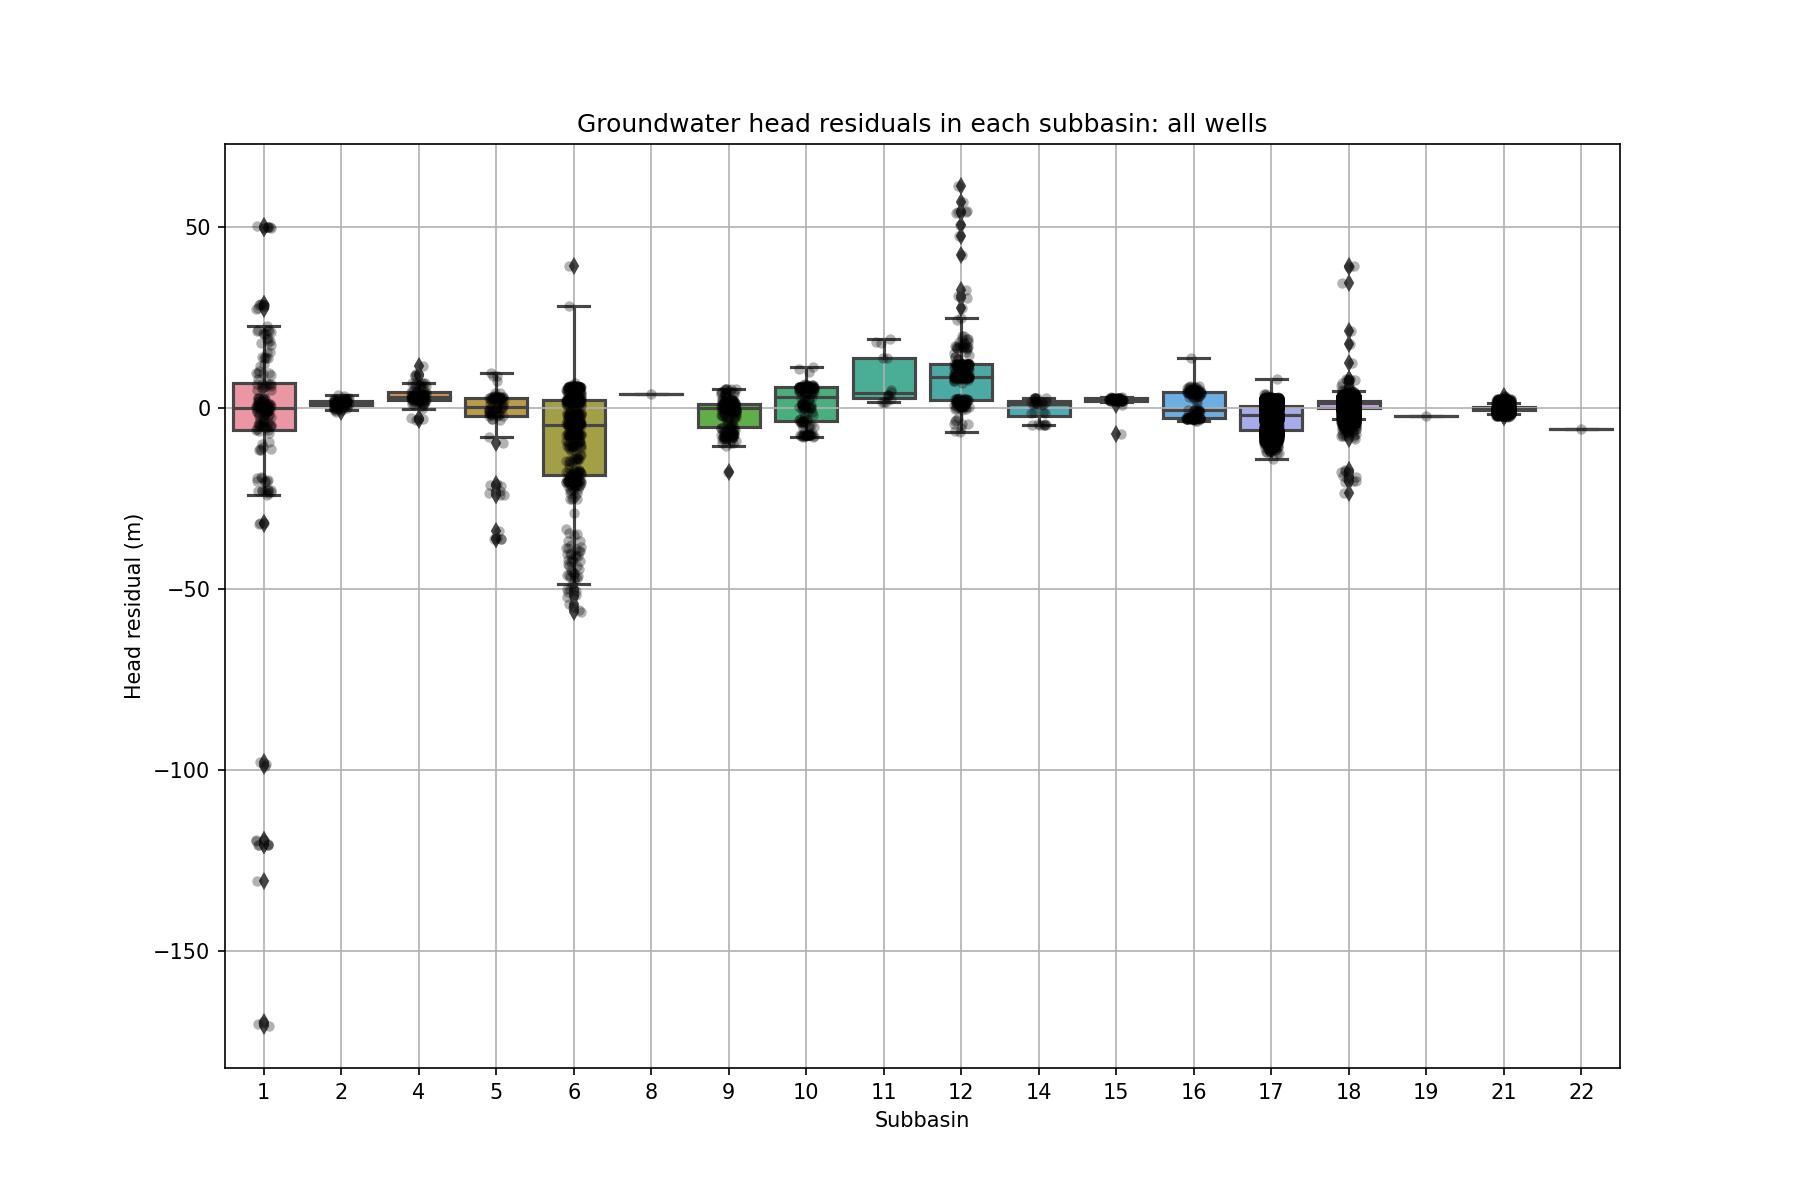 Groundwater head residuals in each subbasin: all wells
50
0
−50
−100
−150
Head residual (m)
1 2 4 5 6 8 9 10 11 12 14 15 16 17 18 19 21 22
Subbasin